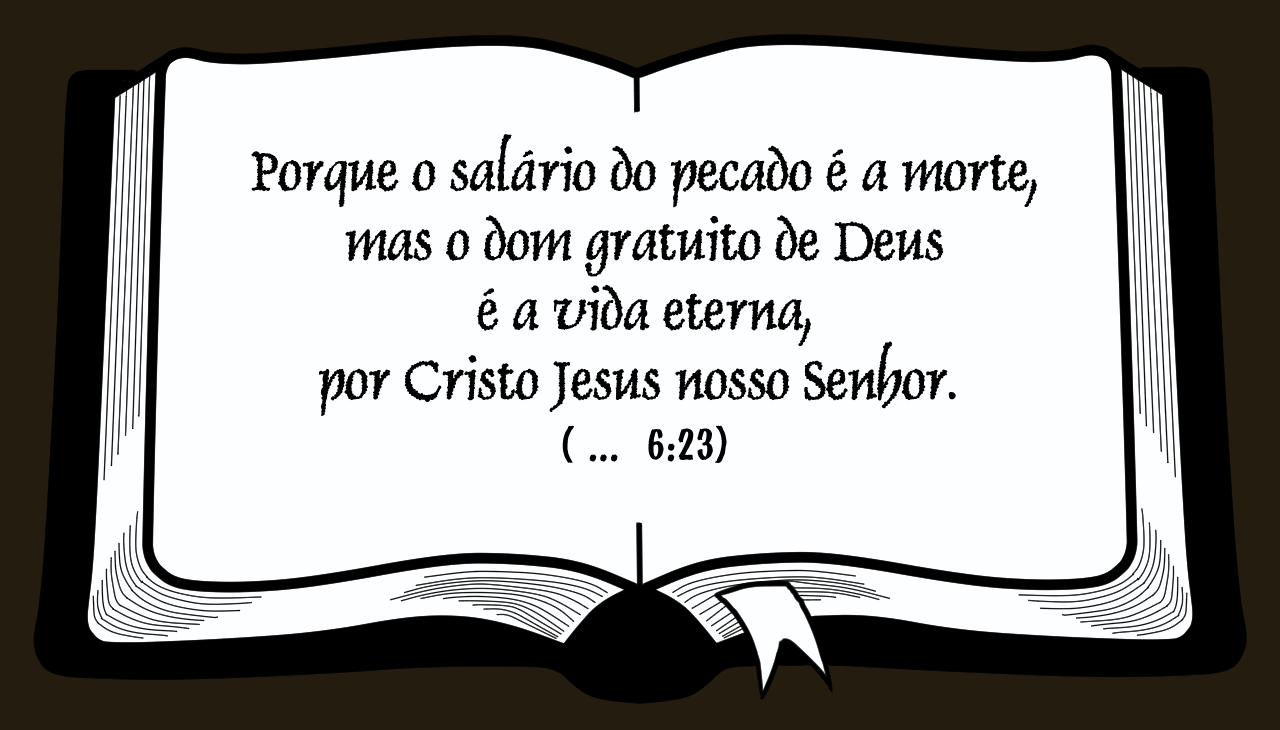 Porque o salário do pecado é a morte,
mas o dom gratuito de Deus
é a vida eterna,
por Cristo Jesus nosso Senhor.
( ... 6:23)